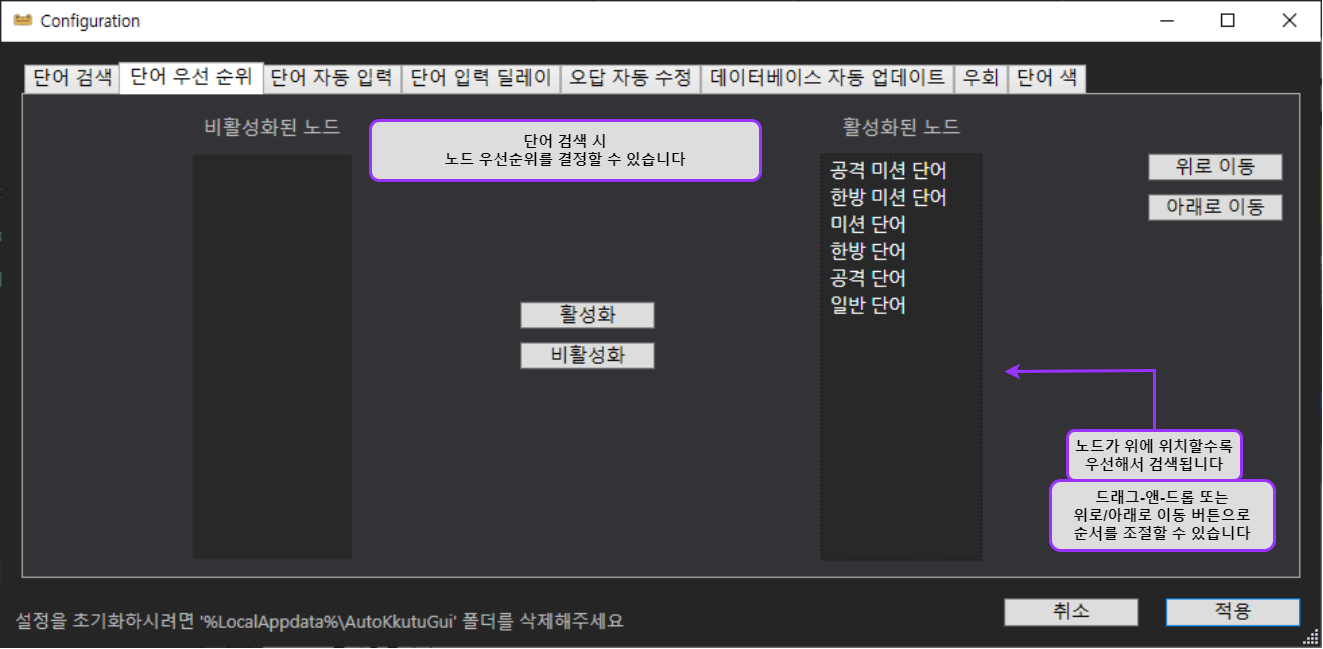 Configuration
단어 검색
단어 우선 순위
단어 자동 입력
단어 입력 딜레이
오답 자동 수정
데이터베이스 자동 업데이트
우회
단어 색
비활성화된 노드
단어 검색 시
노드 우선순위를 결정할 수 있습니다
활성화된 노드
공격 미션 단어
한방 미션 단어
미션 단어
한방 단어
공격 단어
일반 단어
위로 이동
아래로 이동
활성화
비활성화
노드가 위에 위치할수록
우선해서 검색됩니다
드래그-앤-드롭 또는
위로/아래로 이동 버튼으로
순서를 조절할 수 있습니다
설정을 초기화하시려면 '%LocalAppdata%\AutoKkutuGui' 폴더를 삭제해주세요
취소
적용